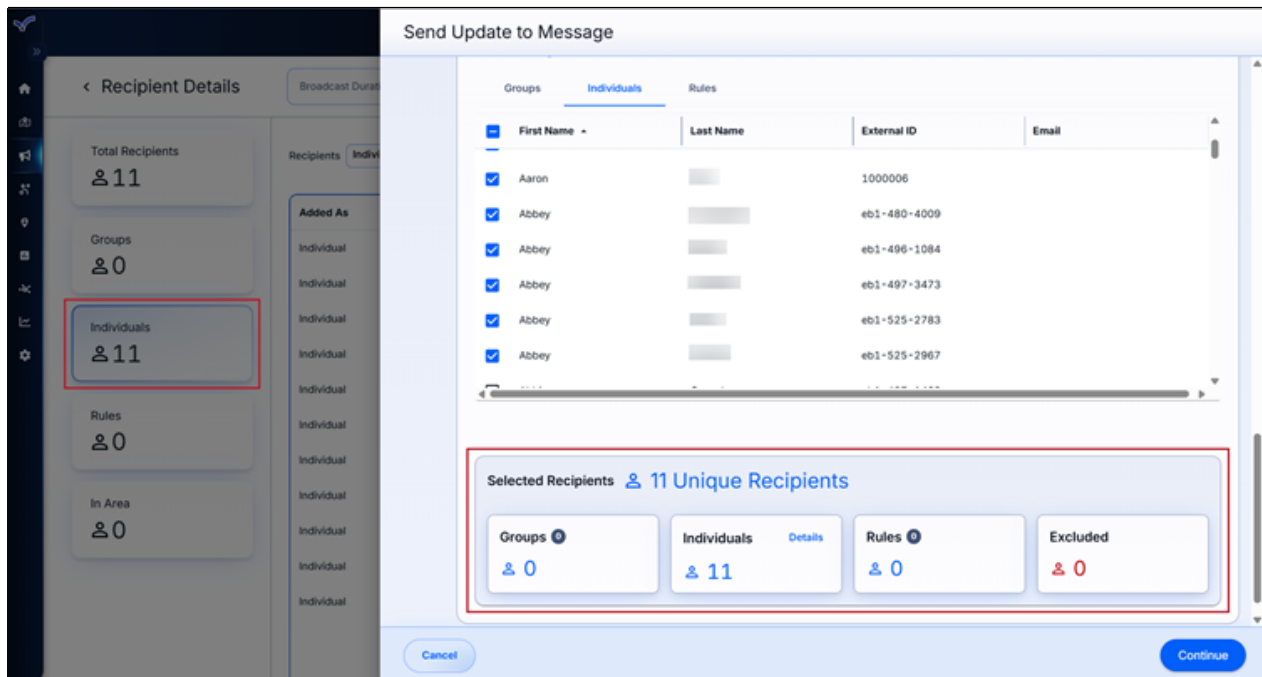 Send Update to Message
Recipient Details
Broadcast Durati
Total Recipients
11
Groups
0
Individuals
11
Rules
0
In Area
0
Recipients Indivi
Added As
Individual
Individual
Individual
Individual
Individual
Individual
Individual
Individual
Individual
Individual
Individual
Groups Individuals Rules
First Name Last Name External ID Email
Aaron 1000006
Abbey eb1-480-4009
Abbey eb1-496-1084
Abbey eb1-497-3473
Abbey eb1-525-2783
Abbey eb1-525-2967
Selected Recipients 11 Unique Recipients
Groups 0 Individuals Details Rules 0 Excluded
0 11 0 0
Cancel Continue